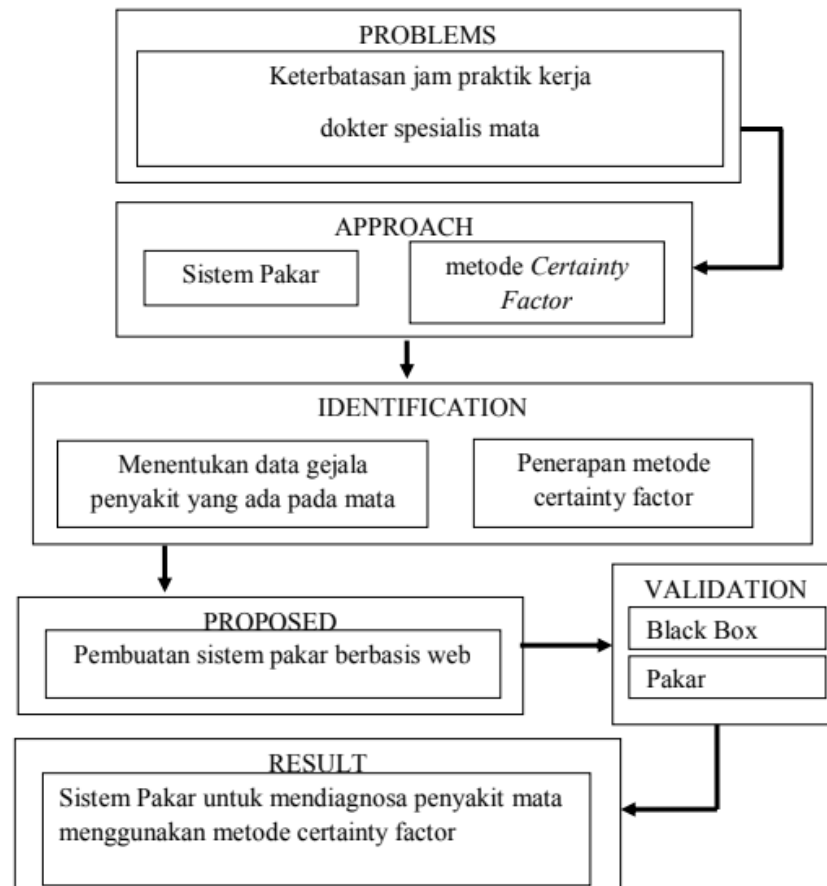 PROBLEMS
Keterbatasan jam praktik kerja
dokter spesialis mata
APPROACH
Sistem Pakar
metode Certainty
Factor
IDENTIFICATION
Menentukan data gejala
penyakit yang ada pada mata
Penerapan metode
certainty factor
PROPOSED
Pembuatan sistem pakar berbasis web
VALIDATION
Black Box
Pakar
RESULT
Sistem Pakar untuk mendiagnosa penyakit mata
menggunakan metode certainty factor